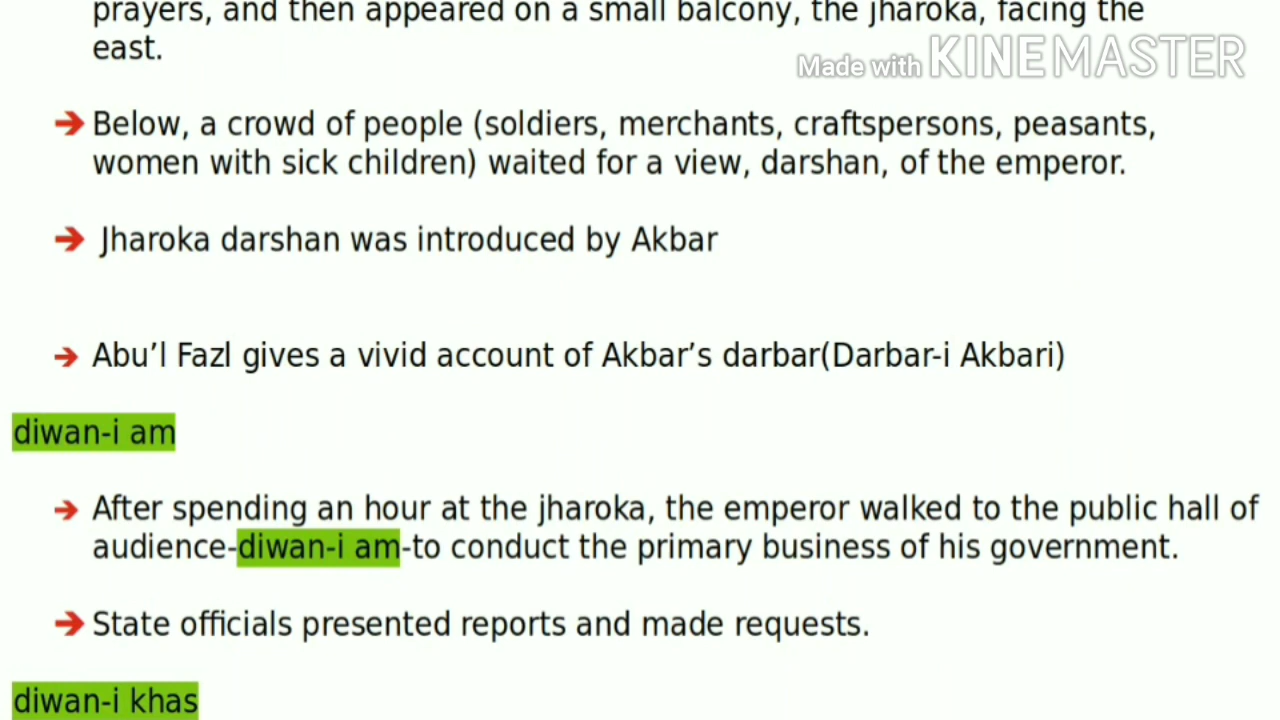 prayers, and then appeared on a small balcony, the jharoka, facing the
east.
Made with KINEMASTER
➔ Below, a crowd of people (soldiers, merchants, craftspersons, peasants,
women with sick children) waited for a view, darshan, of the emperor.
➔ Jharoka darshan was introduced by Akbar
➔ Abu’l Fazl gives a vivid account of Akbar’s darbar(Darbar-i Akbari)
diwan-i am
➔ After spending an hour at the jharoka, the emperor walked to the public hall of
audience-diwan-i am-to conduct the primary business of his government.
➔ State officials presented reports and made requests.
diwan-i khas